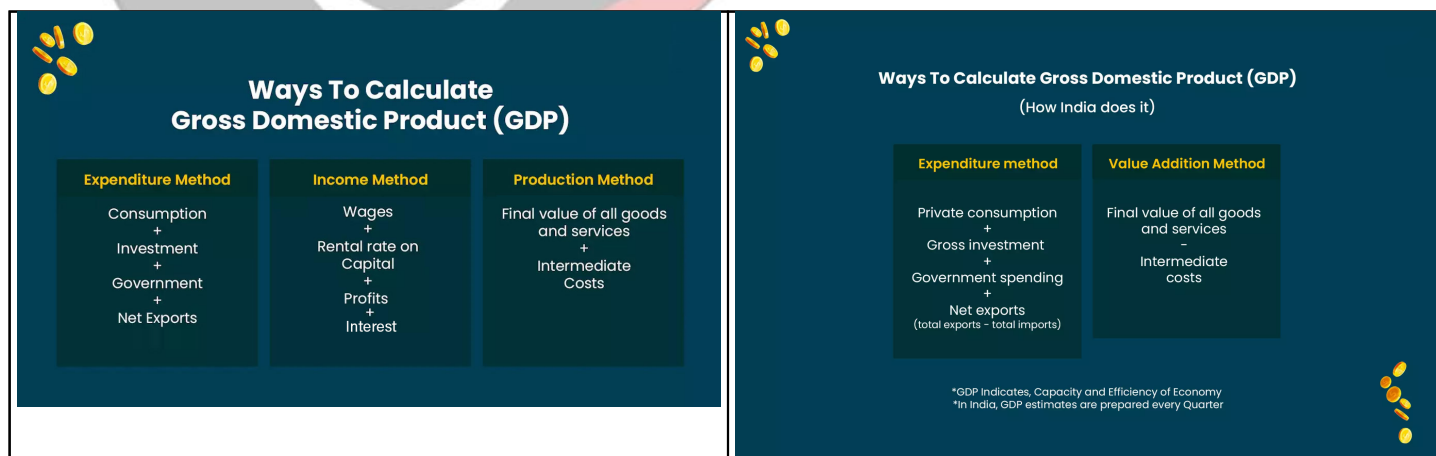 Ways To Calculate
Gross Domestic Product (GDP)
Expenditure Method
Consumption
+
Investment
+
Government
+
Net Exports
Income Method
Wages
+
Rental rate on
Capital
+
Profits
+
Interest
Production Method
Final value of all goods
and services
+
Intermediate
Costs
Ways To Calculate Gross Domestic Product (GDP)
(How India does it)
Expenditure method
Private consumption
+
Gross investment
+
Government spending
+
Net exports
(total exports - total imports)
Value Addition Method
Final value of all goods
and services
-
Intermediate
costs
*GDP Indicates, Capacity and Efficiency of Economy
*In India, GDP estimates are prepared every Quarter